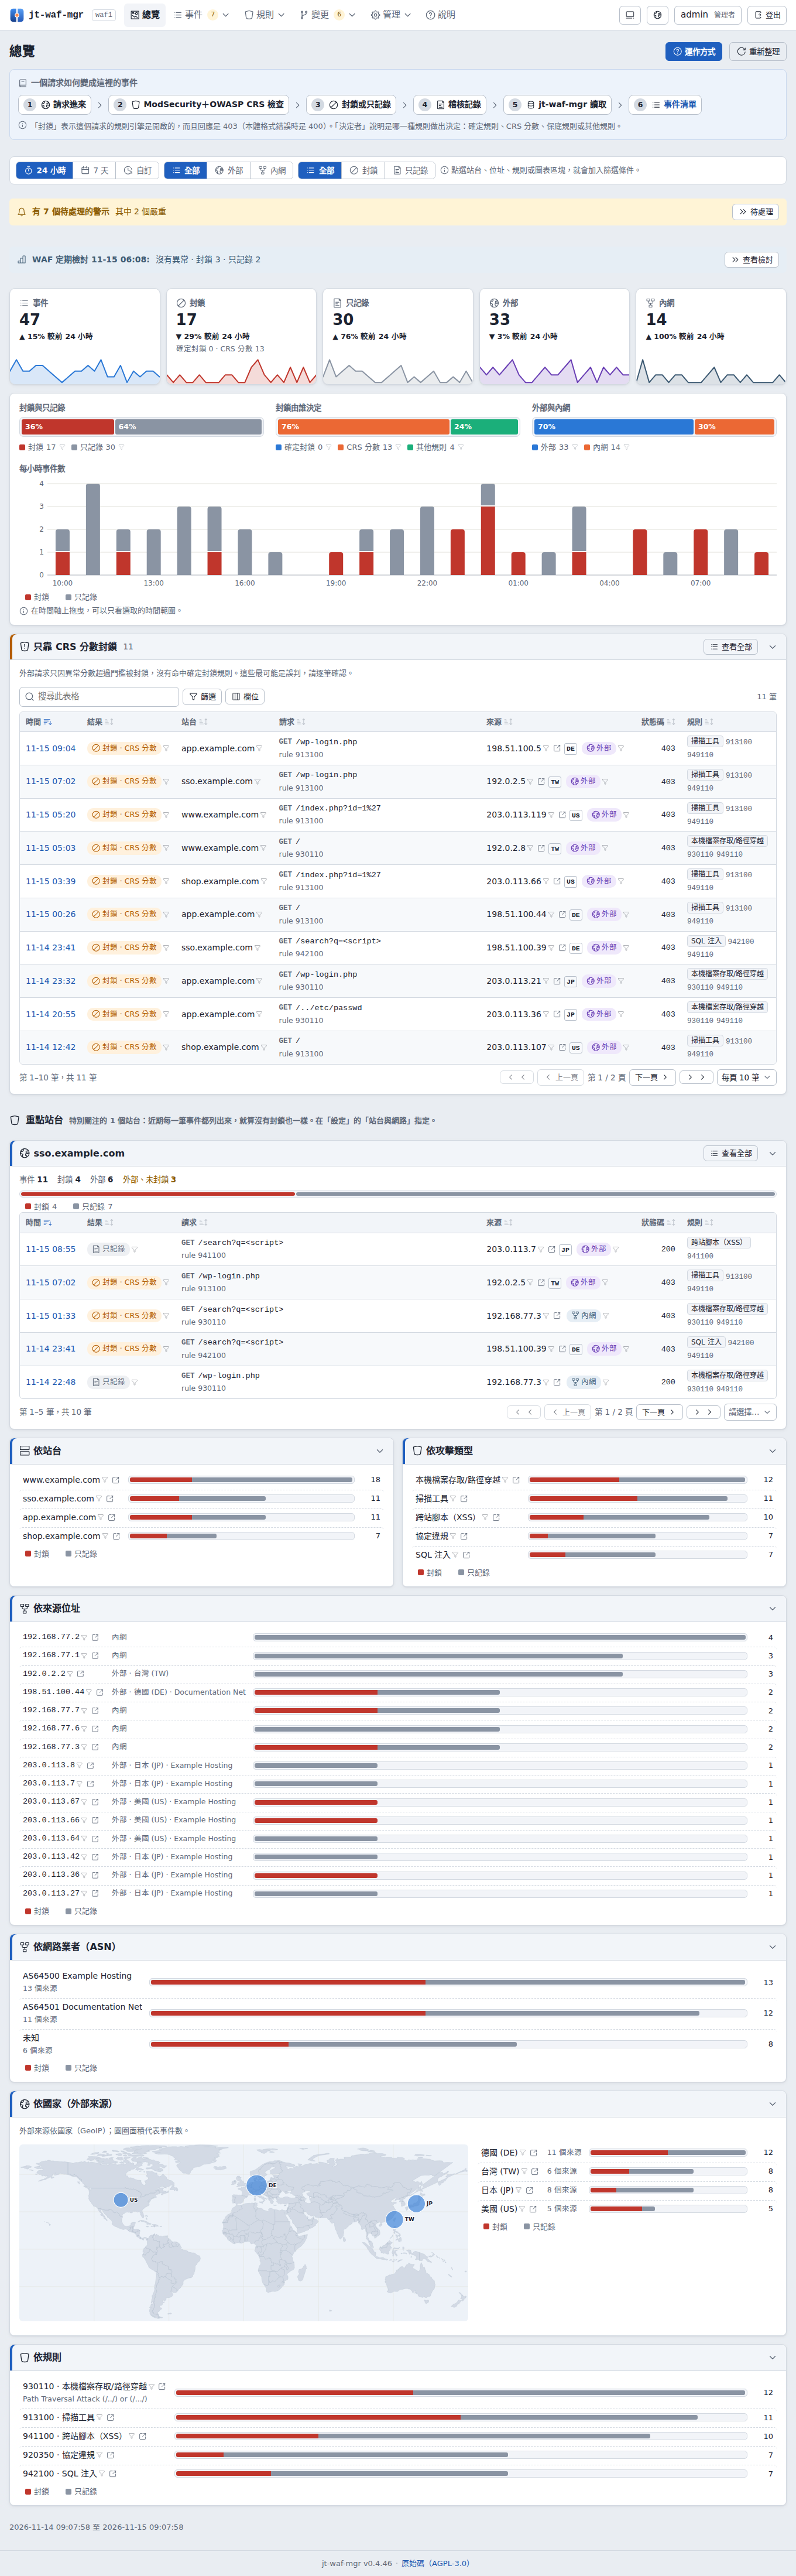 jt-waf-mgr waf1 總覽 事件 7 規則 變更 6 管理 說明 admin 管理者 登出
總覽 運作方式 重新整理
一個請求如何變成這裡的事件
1 請求進來 2 ModSecurity＋OWASP CRS 檢查 3 封鎖或只記錄 4 稽核記錄 5 jt-waf-mgr 讀取 6 事件清單
「封鎖」表示這個請求的規則引擎是開啟的，而且回應是 403（本體格式錯誤時是 400）。「決定者」說明是哪一種規則做出決定：確定規則、CRS 分數、保底規則或其他規則。
24 小時 7 天 自訂 全部 外部 內網 全部 封鎖 只記錄 點選站台、位址、規則或圖表區塊，就會加入篩選條件。
有 7 個待處理的警示 其中 2 個嚴重 待處理
WAF 定期檢討 11-15 06:08: 沒有異常 · 封鎖 3 · 只記錄 2 查看檢討
事件 封鎖 只記錄 外部 內網
47 17 30 33 14
▲ 15% 較前 24 小時 ▼ 29% 較前 24 小時 ▲ 76% 較前 24 小時 ▼ 3% 較前 24 小時 ▲ 100% 較前 24 小時
確定封鎖 0 · CRS 分數 13
封鎖與只記錄 封鎖由誰決定 外部與內網
36% 64% 76% 24% 70% 30%
封鎖 17 只記錄 30 確定封鎖 0 CRS 分數 13 其他規則 4 外部 33 內網 14
每小時事件數
4
3
2
1
0
10:00 13:00 16:00 19:00 22:00 01:00 04:00 07:00
封鎖 只記錄
在時間軸上拖曳，可以只看選取的時間範圍。
只靠 CRS 分數封鎖 11 查看全部
外部請求只因異常分數超過門檻被封鎖，沒有命中確定封鎖規則。這些最可能是誤判，請逐筆確認。
搜尋此表格 篩選 欄位 11 筆
時間 結果 站台 請求 來源 狀態碼 規則
11-15 09:04 封鎖 · CRS 分數 app.example.com GET /wp-login.php rule 913100 198.51.100.5 DE 外部 403 掃描工具 913100 949110
11-15 07:02 封鎖 · CRS 分數 sso.example.com GET /wp-login.php rule 913100 192.0.2.5 TW 外部 403 掃描工具 913100 949110
11-15 05:20 封鎖 · CRS 分數 www.example.com GET /index.php?id=1%27 rule 913100 203.0.113.119 US 外部 403 掃描工具 913100 949110
11-15 05:03 封鎖 · CRS 分數 www.example.com GET / rule 930110 192.0.2.8 TW 外部 403 本機檔案存取/路徑穿越 930110 949110
11-15 03:39 封鎖 · CRS 分數 shop.example.com GET /index.php?id=1%27 rule 913100 203.0.113.66 US 外部 403 掃描工具 913100 949110
11-15 00:26 封鎖 · CRS 分數 app.example.com GET / rule 913100 198.51.100.44 DE 外部 403 掃描工具 913100 949110
11-14 23:41 封鎖 · CRS 分數 sso.example.com GET /search?q=<script> rule 942100 198.51.100.39 DE 外部 403 SQL 注入 942100 949110
11-14 23:32 封鎖 · CRS 分數 app.example.com GET /wp-login.php rule 930110 203.0.113.21 JP 外部 403 本機檔案存取/路徑穿越 930110 949110
11-14 20:55 封鎖 · CRS 分數 app.example.com GET /../etc/passwd rule 930110 203.0.113.36 JP 外部 403 本機檔案存取/路徑穿越 930110 949110
11-14 12:42 封鎖 · CRS 分數 shop.example.com GET / rule 913100 203.0.113.107 US 外部 403 掃描工具 913100 949110
第 1–10 筆，共 11 筆 上一頁 第 1 / 2 頁 下一頁 每頁 10 筆
重點站台 特別關注的 1 個站台：近期每一筆事件都列出來，就算沒有封鎖也一樣。在「設定」的「站台與網路」指定。
sso.example.com 查看全部
事件 11 封鎖 4 外部 6 外部、未封鎖 3
封鎖 4 只記錄 7
時間 結果 請求 來源 狀態碼 規則
11-15 08:55 只記錄 GET /search?q=<script> rule 941100 203.0.113.7 JP 外部 200 跨站腳本（XSS） 941100
11-15 07:02 封鎖 · CRS 分數 GET /wp-login.php rule 913100 192.0.2.5 TW 外部 403 掃描工具 913100 949110
11-15 01:33 封鎖 · CRS 分數 GET /search?q=<script> rule 930110 192.168.77.3 內網 403 本機檔案存取/路徑穿越 930110 949110
11-14 23:41 封鎖 · CRS 分數 GET /search?q=<script> rule 942100 198.51.100.39 DE 外部 403 SQL 注入 942100 949110
11-14 22:48 只記錄 GET /wp-login.php rule 930110 192.168.77.3 內網 200 本機檔案存取/路徑穿越 930110 949110
第 1–5 筆，共 10 筆 上一頁 第 1 / 2 頁 下一頁 請選擇…
依站台
www.example.com 18
sso.example.com 11
app.example.com 11
shop.example.com 7
封鎖 只記錄
依攻擊類型
本機檔案存取/路徑穿越 12
掃描工具 11
跨站腳本（XSS） 10
協定違規 7
SQL 注入 7
封鎖 只記錄
依來源位址
192.168.77.2 內網 4
192.168.77.1 內網 3
192.0.2.2 外部 · 台灣 (TW) 3
198.51.100.44 外部 · 德國 (DE) · Documentation Net 2
192.168.77.7 內網 2
192.168.77.6 內網 2
192.168.77.3 內網 2
203.0.113.8 外部 · 日本 (JP) · Example Hosting 1
203.0.113.7 外部 · 日本 (JP) · Example Hosting 1
203.0.113.67 外部 · 美國 (US) · Example Hosting 1
203.0.113.66 外部 · 美國 (US) · Example Hosting 1
203.0.113.64 外部 · 美國 (US) · Example Hosting 1
203.0.113.42 外部 · 日本 (JP) · Example Hosting 1
203.0.113.36 外部 · 日本 (JP) · Example Hosting 1
203.0.113.27 外部 · 日本 (JP) · Example Hosting 1
封鎖 只記錄
依網路業者（ASN）
AS64500 Example Hosting 13
13 個來源
AS64501 Documentation Net 12
11 個來源
未知 8
6 個來源
封鎖 只記錄
依國家（外部來源）
外部來源依國家（GeoIP）；圓圈面積代表事件數。
US DE JP TW
德國 (DE) 11 個來源 12
台灣 (TW) 6 個來源 8
日本 (JP) 8 個來源 8
美國 (US) 5 個來源 5
封鎖 只記錄
依規則
930110 · 本機檔案存取/路徑穿越 12
Path Traversal Attack (/../) or (/.../)
913100 · 掃描工具 11
941100 · 跨站腳本（XSS） 10
920350 · 協定違規 7
942100 · SQL 注入 7
封鎖 只記錄
2026-11-14 09:07:58 至 2026-11-15 09:07:58
jt-waf-mgr v0.4.46 · 原始碼（AGPL-3.0）